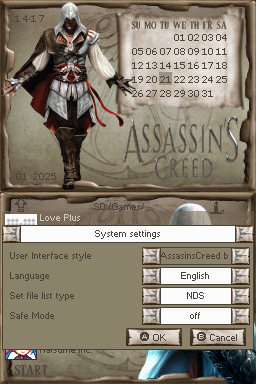 14:17
SU MO TU WE TH FR SA
01 02 03 04
05 06 07 08 09 10 11
12 13 14 15 16 17 18
19 20 21 22 23 24 25
26 27 28 29 30 31
ASSASSIN'S
CREED
01 2025
SD:/Games/
Love Plus
System settings
User Interface style
AssasinsCreed b
Language
English
Set file list type
NDS
Safe Mode
off
A OK
B Cancel
Natsume Inc.
START